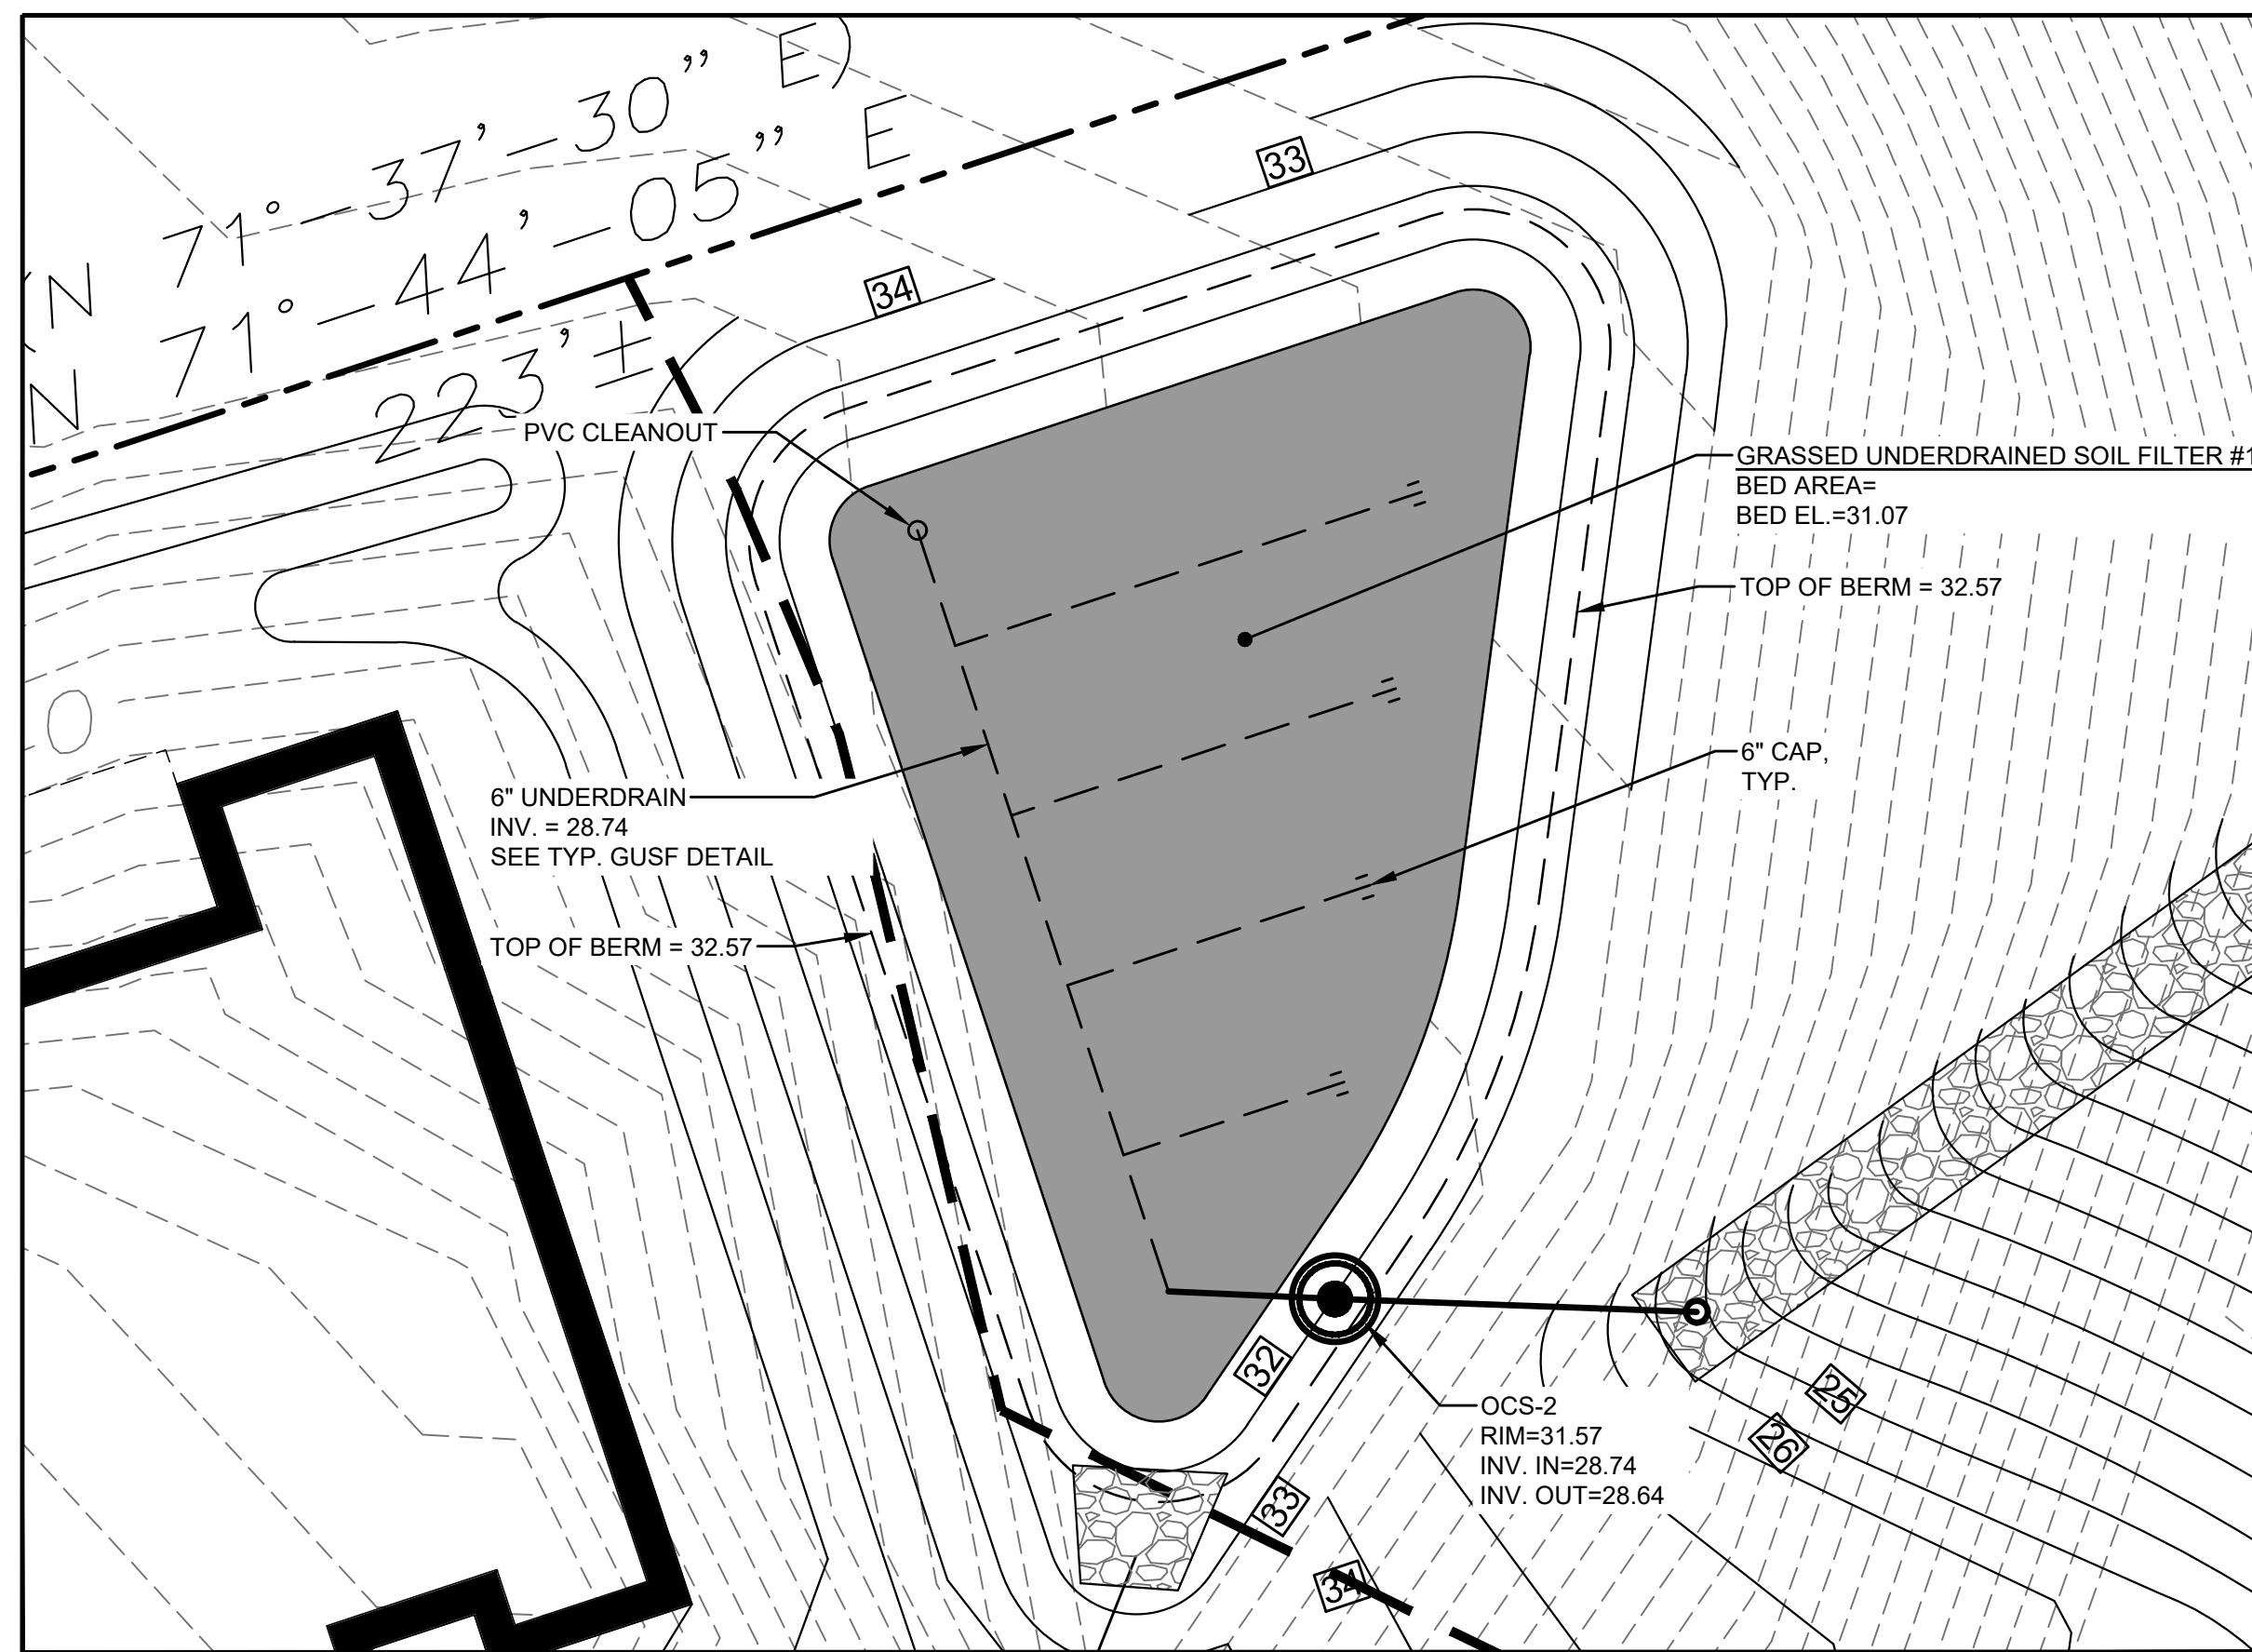 (N 71°-37'-30" E)
N 71°-44'-05" E
223'±
33
34
PVC CLEANOUT
GRASSED UNDERDRAINED SOIL FILTER #1
BED AREA=
BED EL.=31.07
TOP OF BERM = 32.57
6" CAP,
TYP.
6" UNDERDRAIN
INV. = 28.74
SEE TYP. GUSF DETAIL
TOP OF BERM = 32.57
32
25
26
OCS-2
RIM=31.57
INV. IN=28.74
INV. OUT=28.64
33
34
0